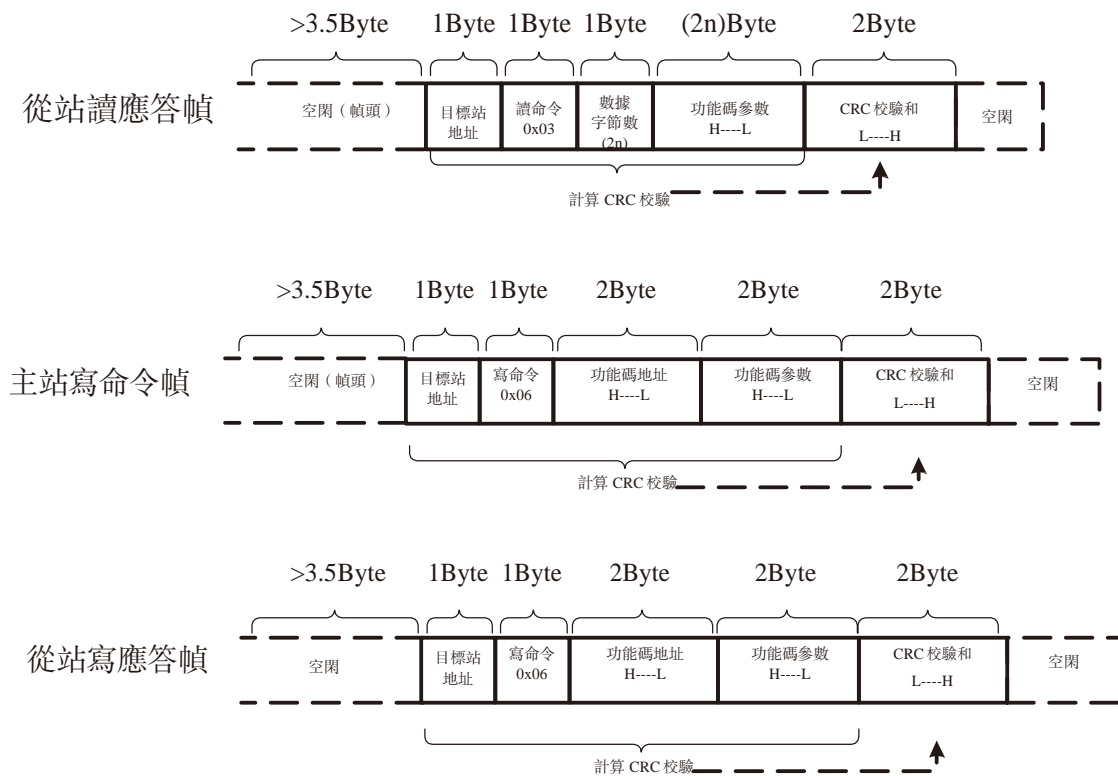 >3.5Byte 1Byte 1Byte 1Byte (2n)Byte 2Byte
從站讀應答幀
空閑（幀頭）
目標站
地址
讀命令
0x03
數據
字節數
(2n)
功能碼參數
H----L
CRC 校驗和
L----H
空閑
計算 CRC 校驗
>3.5Byte 1Byte 1Byte 2Byte 2Byte 2Byte
主站寫命令幀
空閑（幀頭）
目標站
地址
寫命令
0x06
功能碼地址
H----L
功能碼參數
H----L
CRC 校驗和
L----H
空閑
計算 CRC 校驗
>3.5Byte 1Byte 1Byte 2Byte 2Byte 2Byte
從站寫應答幀
空閑
目標站
地址
寫命令
0x06
功能碼地址
H----L
功能碼參數
H----L
CRC 校驗和
L----H
空閑
計算 CRC 校驗